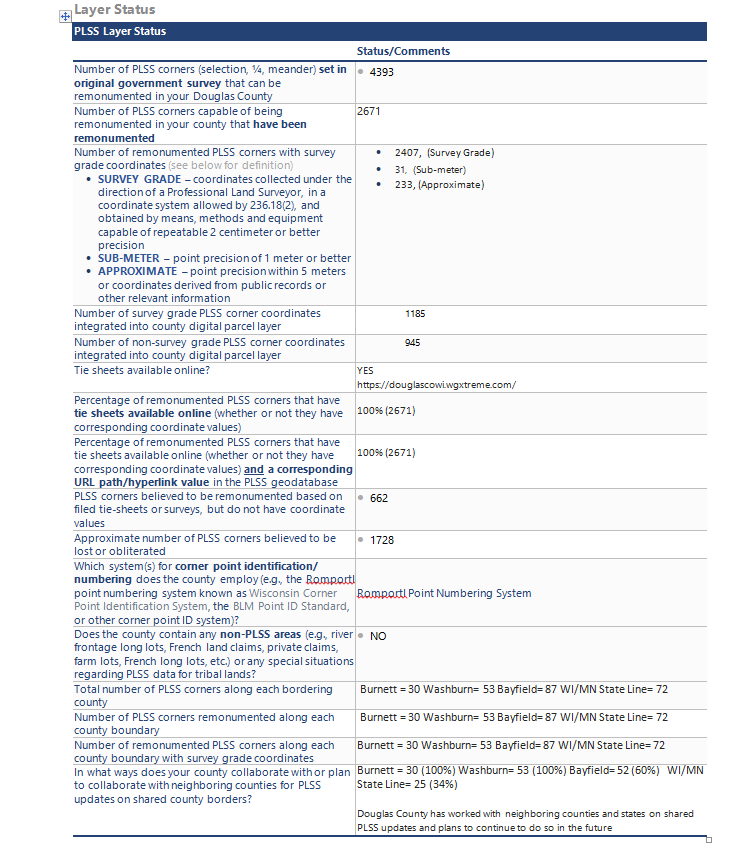 Layer Status
PLSS Layer Status
Status/Comments
Number of PLSS corners (selection, ¼, meander) set in
original government survey that can be
remonumented in your Douglas County
4393
Number of PLSS corners capable of being
remonumented in your county that have been
remonumented
2671
Number of remonumented PLSS corners with survey
grade coordinates (see below for definition)
• SURVEY GRADE – coordinates collected under the
direction of a Professional Land Surveyor, in a
coordinate system allowed by 236.18(2), and
obtained by means, methods and equipment
capable of repeatable 2 centimeter or better
precision
• SUB-METER – point precision of 1 meter or better
• APPROXIMATE – point precision within 5 meters
or coordinates derived from public records or
other relevant information
• 2407, (Survey Grade)
• 31, (Sub-meter)
• 233, (Approximate)
Number of survey grade PLSS corner coordinates
integrated into county digital parcel layer
1185
Number of non-survey grade PLSS corner coordinates
integrated into county digital parcel layer
945
Tie sheets available online?
YES
https://douglascowi.wgxtreme.com/
Percentage of remonumented PLSS corners that have
tie sheets available online (whether or not they have
corresponding coordinate values)
100% (2671)
Percentage of remonumented PLSS corners that have
tie sheets available online (whether or not they have
corresponding coordinate values) and a corresponding
URL path/hyperlink value in the PLSS geodatabase
100% (2671)
PLSS corners believed to be remonumented based on
filed tie-sheets or surveys, but do not have coordinate
values
• 662
Approximate number of PLSS corners believed to be
lost or obliterated
• 1728
Which system(s) for corner point identification/
numbering does the county employ (e.g., the Romportl
point numbering system known as Wisconsin Corner
Point Identification System, the BLM Point ID Standard,
or other corner point ID system)?
Romportl Point Numbering System
Does the county contain any non-PLSS areas (e.g., river
frontage long lots, French land claims, private claims,
farm lots, French long lots, etc.) or any special situations
regarding PLSS data for tribal lands?
• NO
Total number of PLSS corners along each bordering
county
Burnett = 30 Washburn= 53 Bayfield= 87 WI/MN State Line= 72
Number of PLSS corners remonumented along each
county boundary
Burnett = 30 Washburn= 53 Bayfield= 87 WI/MN State Line= 72
Number of remonumented PLSS corners along each
county boundary with survey grade coordinates
Burnett = 30 Washburn= 53 Bayfield= 87 WI/MN State Line= 72
In what ways does your county collaborate with or plan
to collaborate with neighboring counties for PLSS
updates on shared county borders?
Burnett = 30 (100%) Washburn= 53 (100%) Bayfield= 52 (60%) WI/MN
State Line= 25 (34%)
Douglas County has worked with neighboring counties and states on shared
PLSS updates and plans to continue to do so in the future